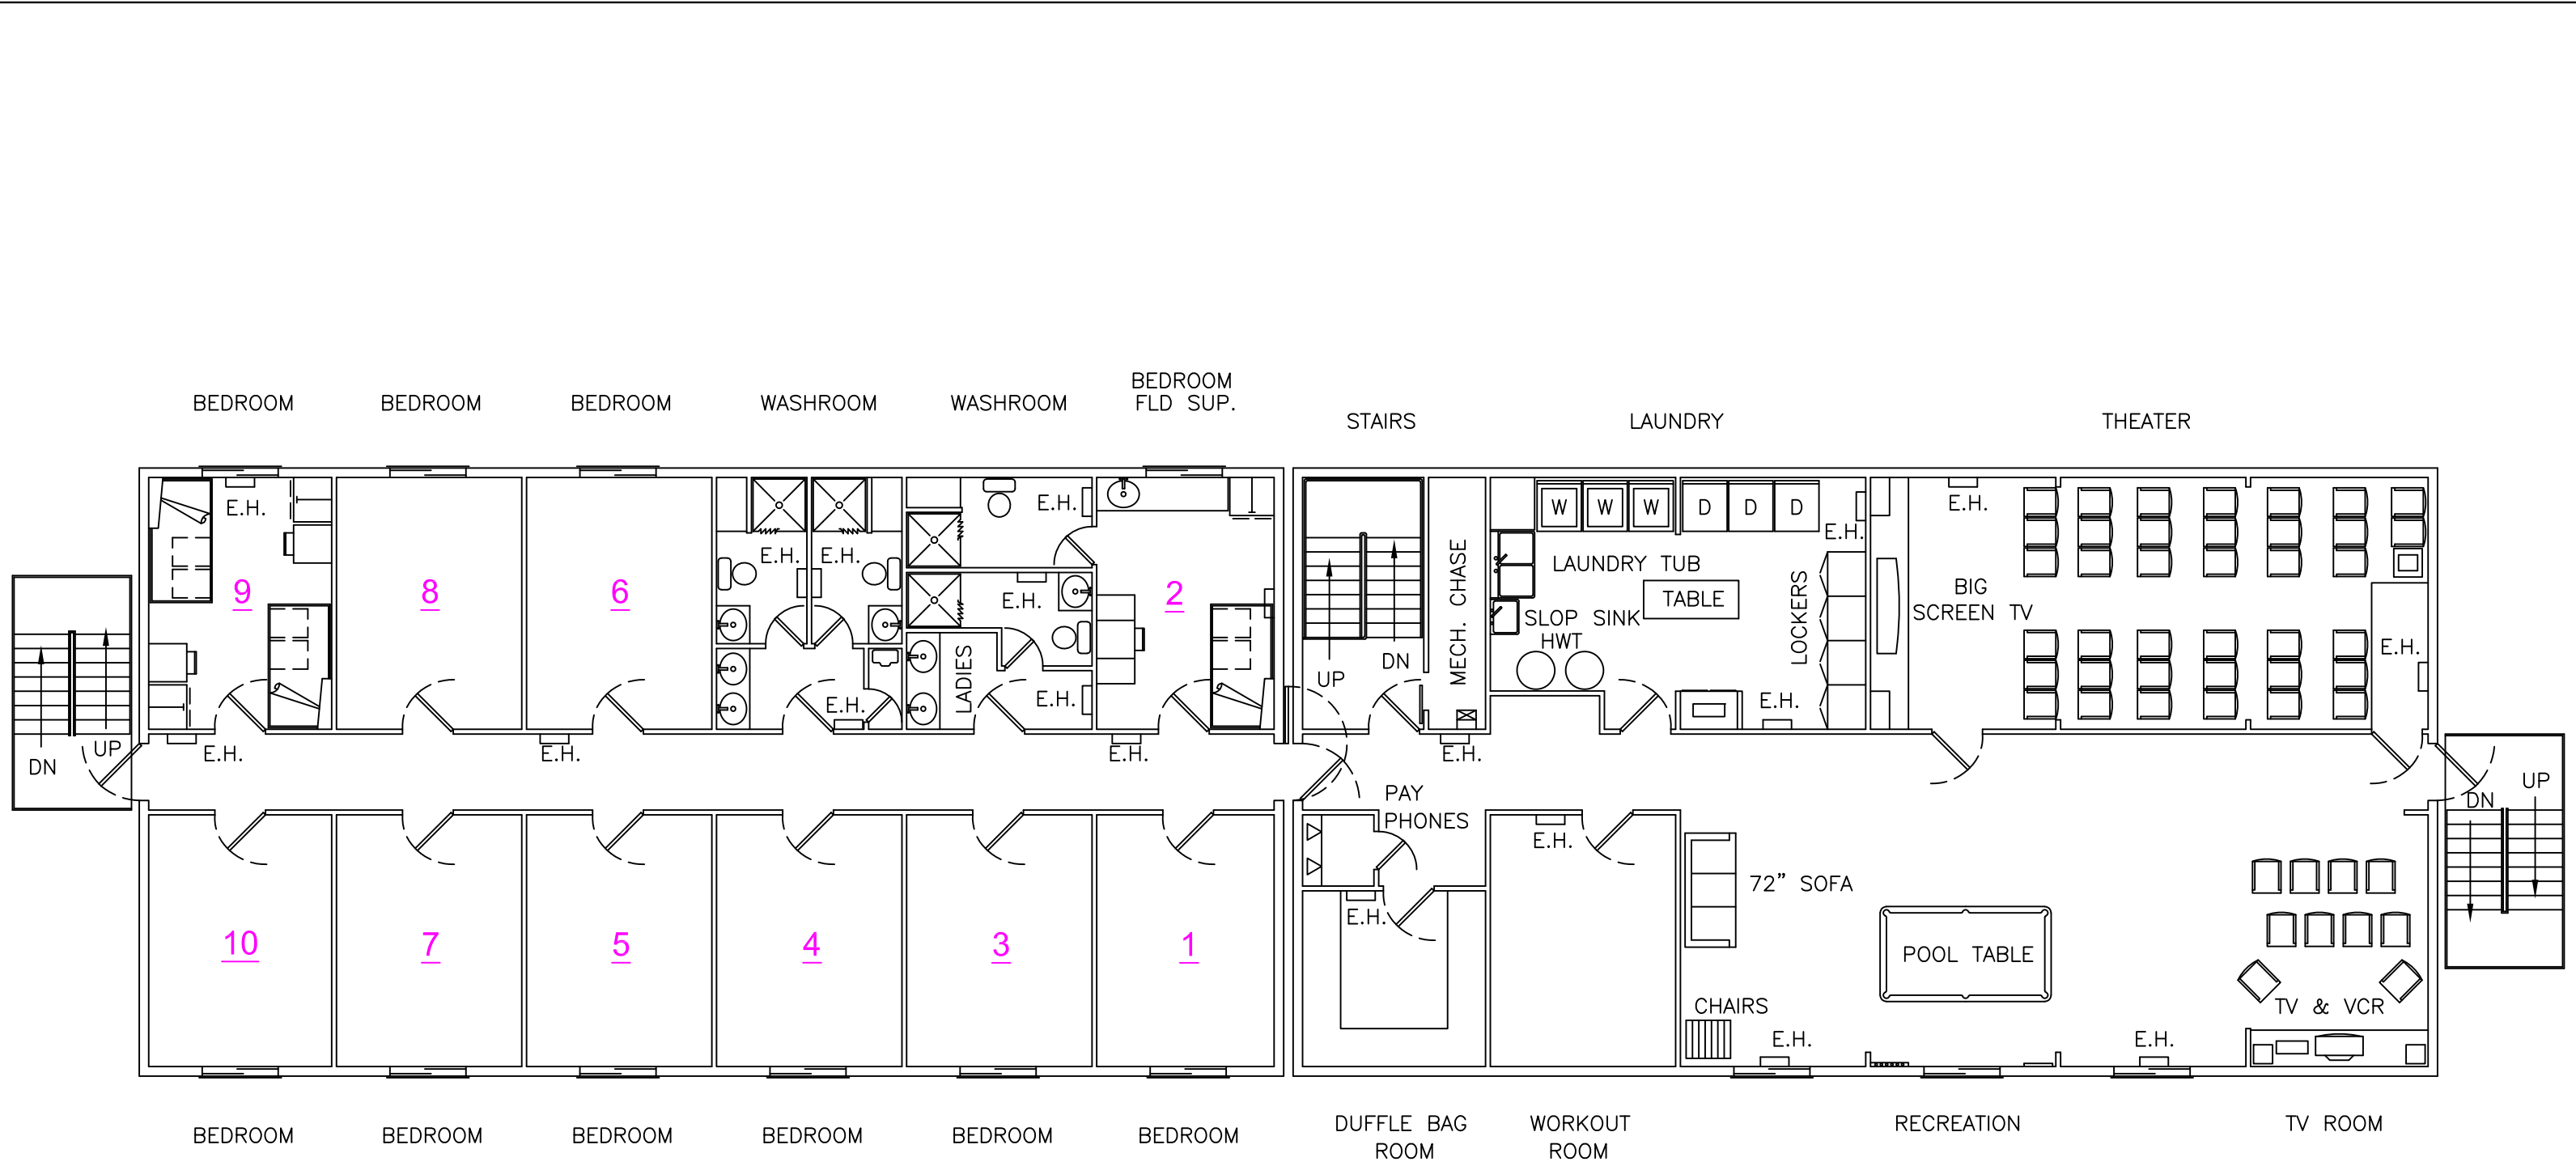 BEDROOM
BEDROOM
BEDROOM
WASHROOM
WASHROOM
BEDROOM
FLD SUP.
STAIRS
LAUNDRY
THEATER
E.H.
E.H.
E.H.
E.H.
W
W
W
D
D
D
E.H.
E.H.
E.H.
9
8
6
E.H.
2
LADIES
E.H.
E.H.
MECH. CHASE
LAUNDRY TUB
TABLE
SLOP SINK
HWT
LOCKERS
E.H.
BIG
SCREEN TV
E.H.
UP
DN
DN
UP
E.H.
E.H.
E.H.
E.H.
PAY
PHONES
E.H.
DN
UP
72” SOFA
E.H.
10
7
5
4
3
1
POOL TABLE
CHAIRS
E.H.
E.H.
TV & VCR
BEDROOM
BEDROOM
BEDROOM
BEDROOM
BEDROOM
BEDROOM
DUFFLE BAG
ROOM
WORKOUT
ROOM
RECREATION
TV ROOM